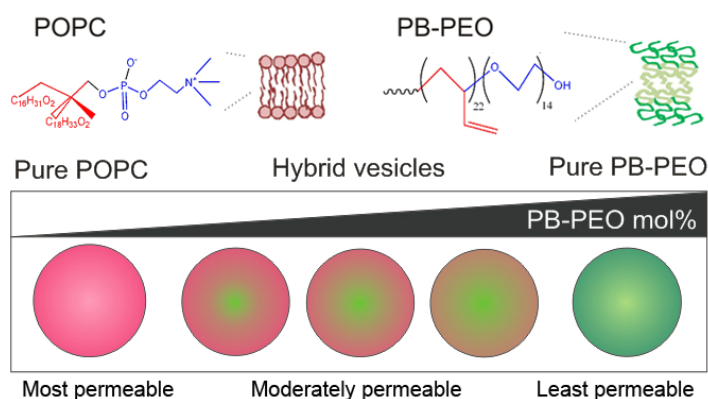 POPC
PB-PEO
O-
C16H31O2
C18H33O2
O
P
O
O
N+
O
22
14
OH
Pure POPC
Hybrid vesicles
Pure PB-PEO
PB-PEO mol%
Most permeable
Moderately permeable
Least permeable